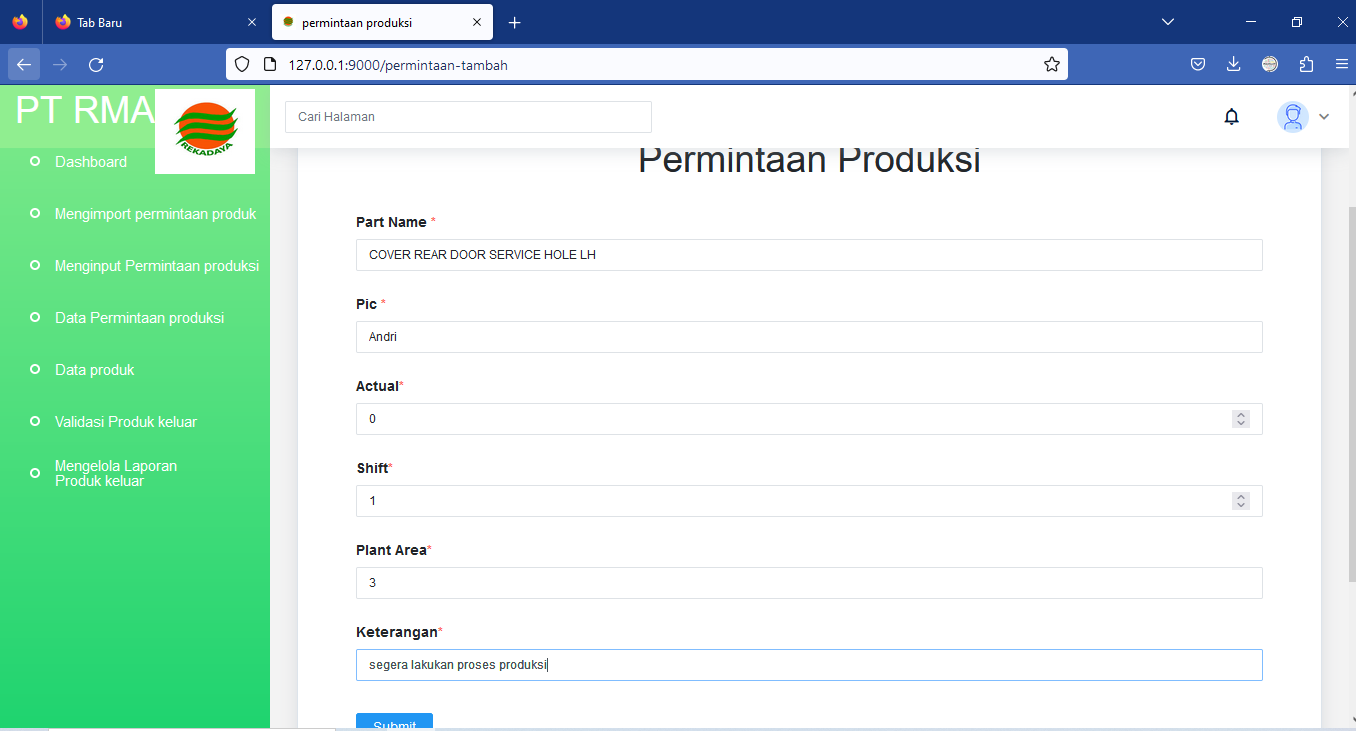 Tab Baru
permintaan produksi
127.0.0.1:9000/permintaan-tambah
PT RMA
REKADAYA
Cari Halaman
Dashboard
Mengimport permintaan produk
Menginput Permintaan produksi
Data Permintaan produksi
Data produk
Validasi Produk keluar
Mengelola Laporan
Produk keluar
Permintaan Produksi
Part Name *
COVER REAR DOOR SERVICE HOLE LH
Pic *
Andri
Actual*
0
Shift*
1
Plant Area*
3
Keterangan*
segera lakukan proses produksi
Submit